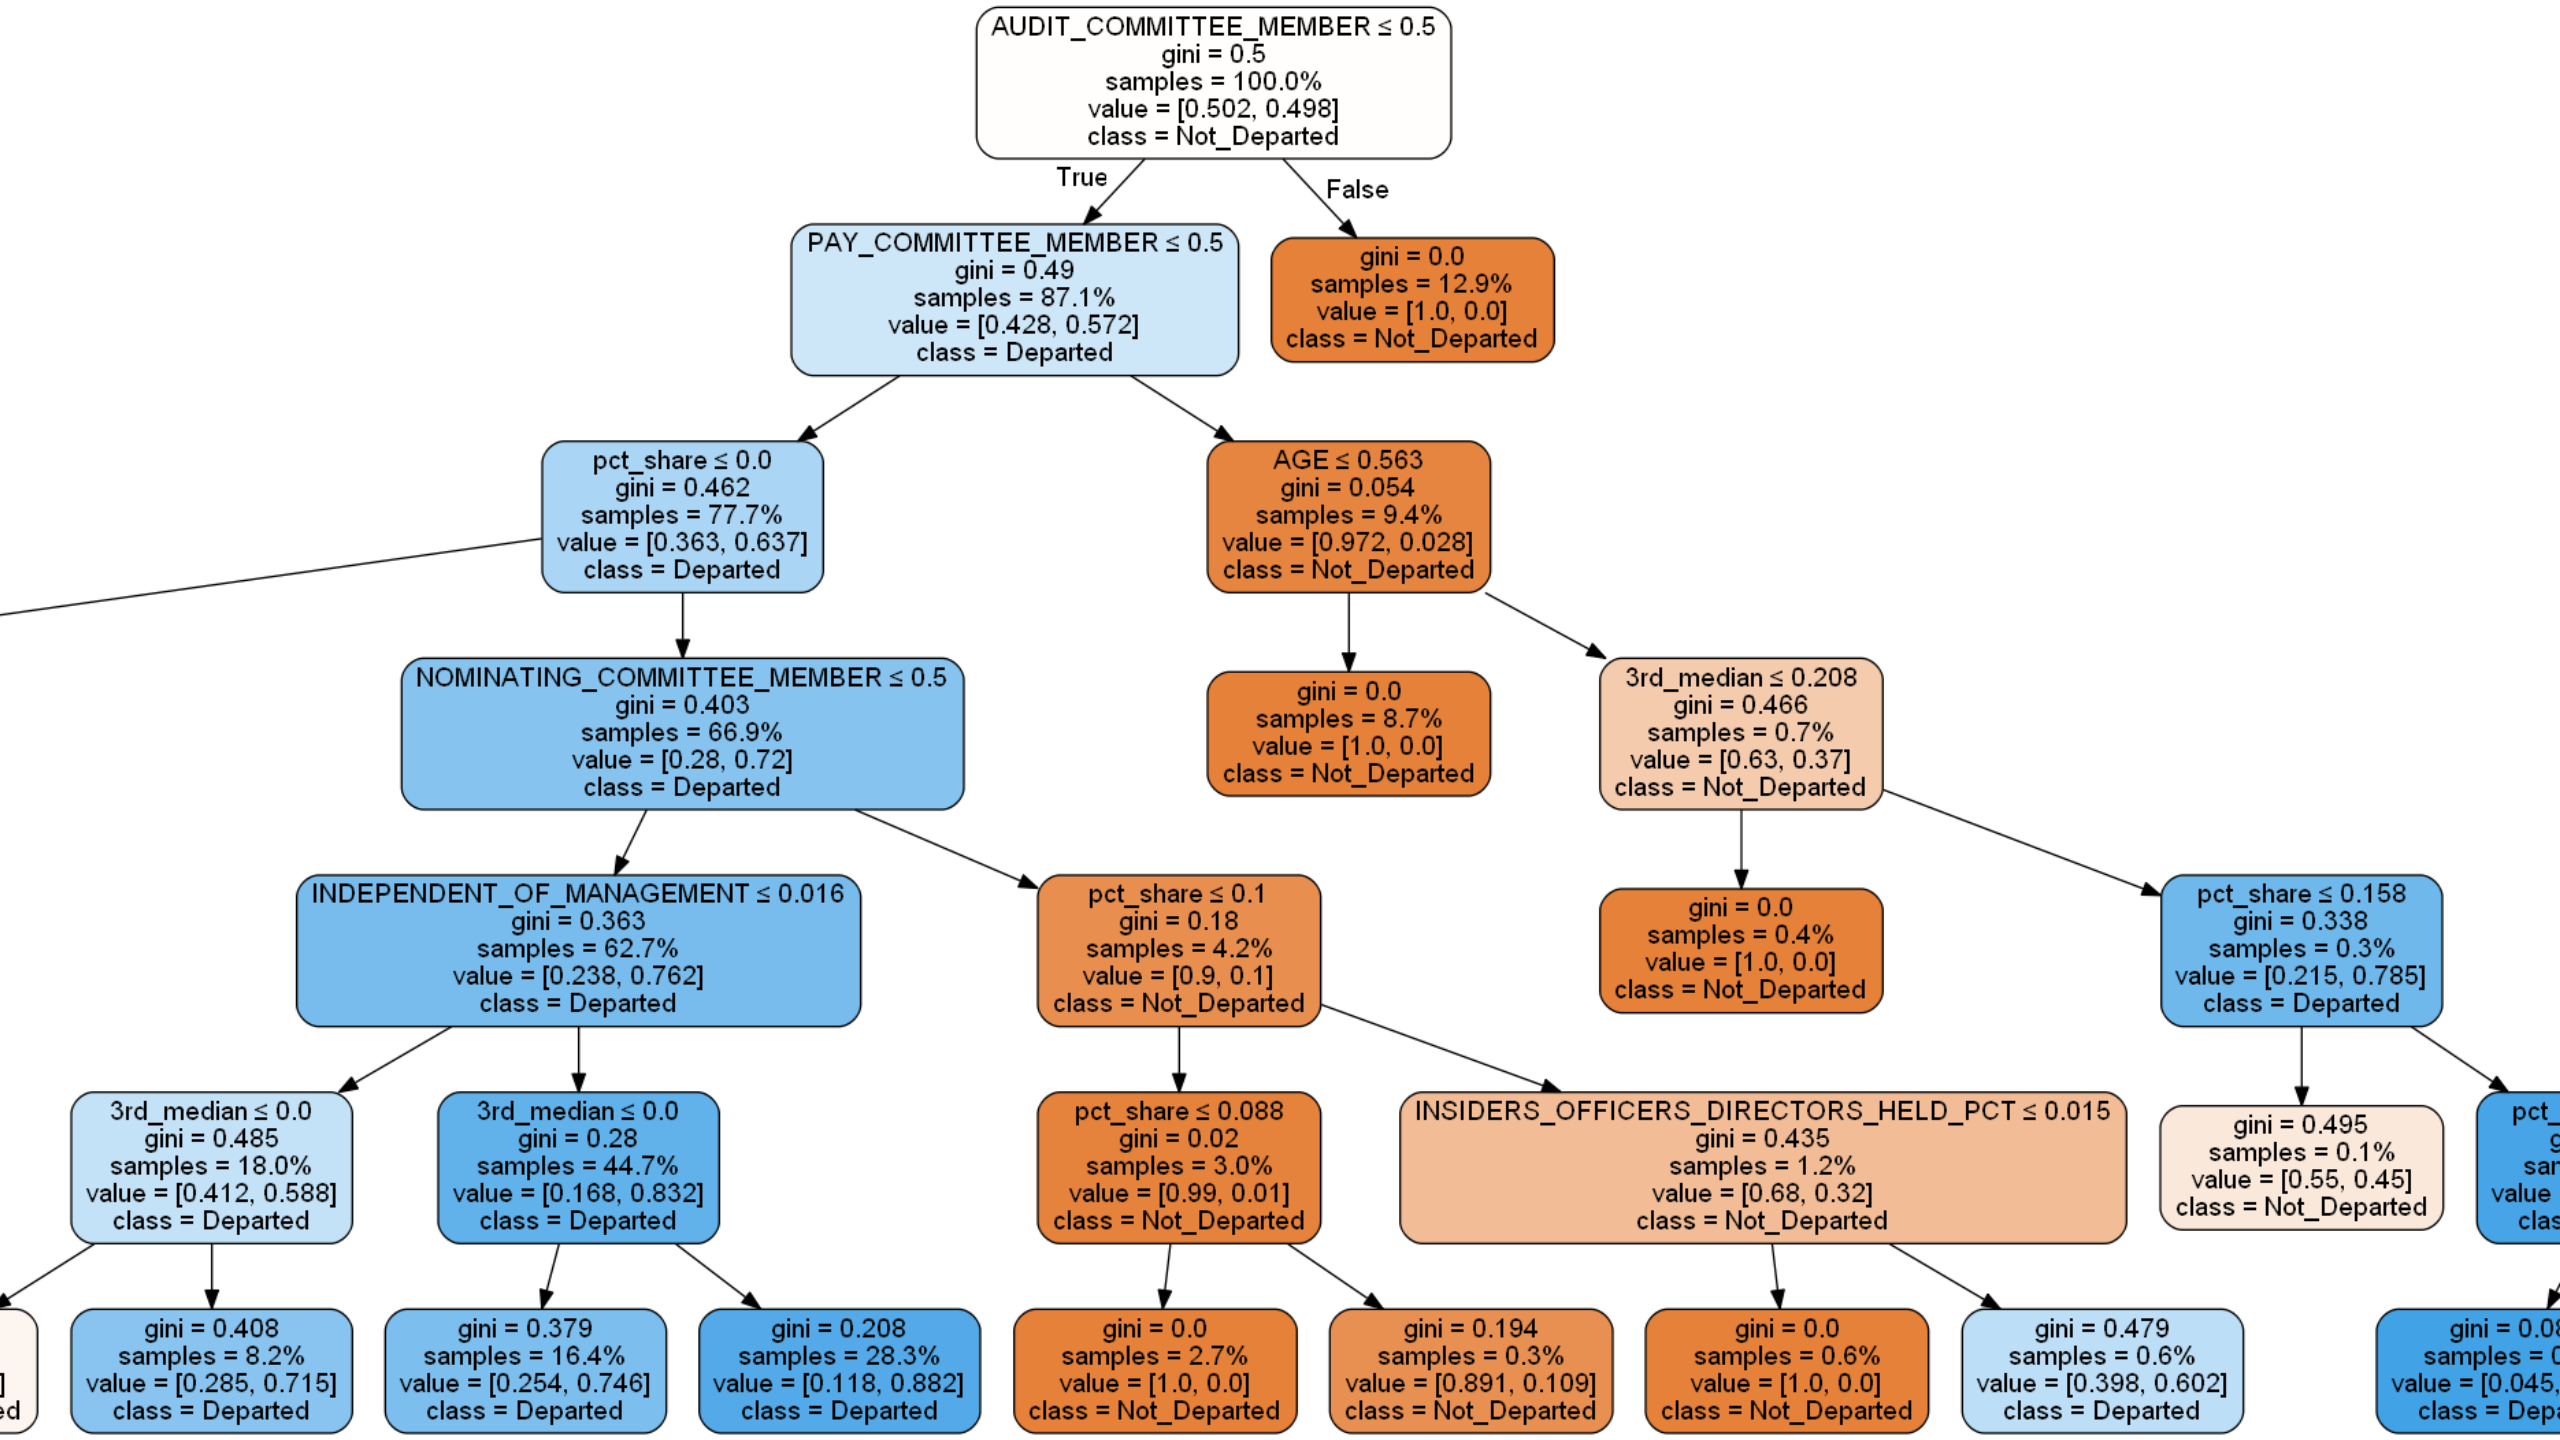 AUDIT_COMMITTEE_MEMBER ≤ 0.5
gini = 0.5
samples = 100.0%
value = [0.502, 0.498]
class = Not_Departed
True
False
PAY_COMMITTEE_MEMBER ≤ 0.5
gini = 0.49
samples = 87.1%
value = [0.428, 0.572]
class = Departed
gini = 0.0
samples = 12.9%
value = [1.0, 0.0]
class = Not_Departed
pct_share ≤ 0.0
gini = 0.462
samples = 77.7%
value = [0.363, 0.637]
class = Departed
AGE ≤ 0.563
gini = 0.054
samples = 9.4%
value = [0.972, 0.028]
class = Not_Departed
NOMINATING_COMMITTEE_MEMBER ≤ 0.5
gini = 0.403
samples = 66.9%
value = [0.28, 0.72]
class = Departed
gini = 0.0
samples = 8.7%
value = [1.0, 0.0]
class = Not_Departed
3rd_median ≤ 0.208
gini = 0.466
samples = 0.7%
value = [0.63, 0.37]
class = Not_Departed
INDEPENDENT_OF_MANAGEMENT ≤ 0.016
gini = 0.363
samples = 62.7%
value = [0.238, 0.762]
class = Departed
pct_share ≤ 0.1
gini = 0.18
samples = 4.2%
value = [0.9, 0.1]
class = Not_Departed
gini = 0.0
samples = 0.4%
value = [1.0, 0.0]
class = Not_Departed
pct_share ≤ 0.158
gini = 0.338
samples = 0.3%
value = [0.215, 0.785]
class = Departed
3rd_median ≤ 0.0
gini = 0.485
samples = 18.0%
value = [0.412, 0.588]
class = Departed
3rd_median ≤ 0.0
gini = 0.28
samples = 44.7%
value = [0.168, 0.832]
class = Departed
pct_share ≤ 0.088
gini = 0.02
samples = 3.0%
value = [0.99, 0.01]
class = Not_Departed
INSIDERS_OFFICERS_DIRECTORS_HELD_PCT ≤ 0.015
gini = 0.435
samples = 1.2%
value = [0.68, 0.32]
class = Not_Departed
gini = 0.495
samples = 0.1%
value = [0.55, 0.45]
class = Not_Departed
pct_
value
gini = 0.408
samples = 8.2%
value = [0.285, 0.715]
class = Departed
gini = 0.379
samples = 16.4%
value = [0.254, 0.746]
class = Departed
gini = 0.208
samples = 28.3%
value = [0.118, 0.882]
class = Departed
gini = 0.0
samples = 2.7%
value = [1.0, 0.0]
class = Not_Departed
gini = 0.194
samples = 0.3%
value = [0.891, 0.109]
class = Not_Departed
gini = 0.0
samples = 0.6%
value = [1.0, 0.0]
class = Not_Departed
gini = 0.479
samples = 0.6%
value = [0.398, 0.602]
class = Departed
gini =
samples =
value = [0.045,
class =